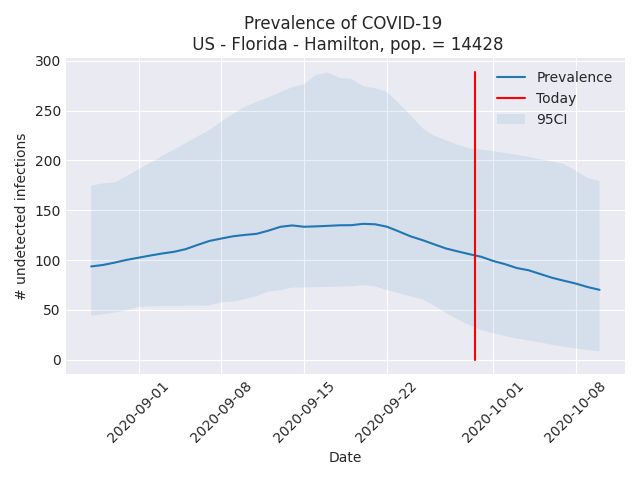 Prevalence of COVID-19
US - Florida - Hamilton, pop. = 14428
300
250
200
150
100
50
0
# undetected infections
Prevalence
Today
95CI
2020-09-01
2020-09-08
2020-09-15
2020-09-22
2020-10-01
2020-10-08
Date